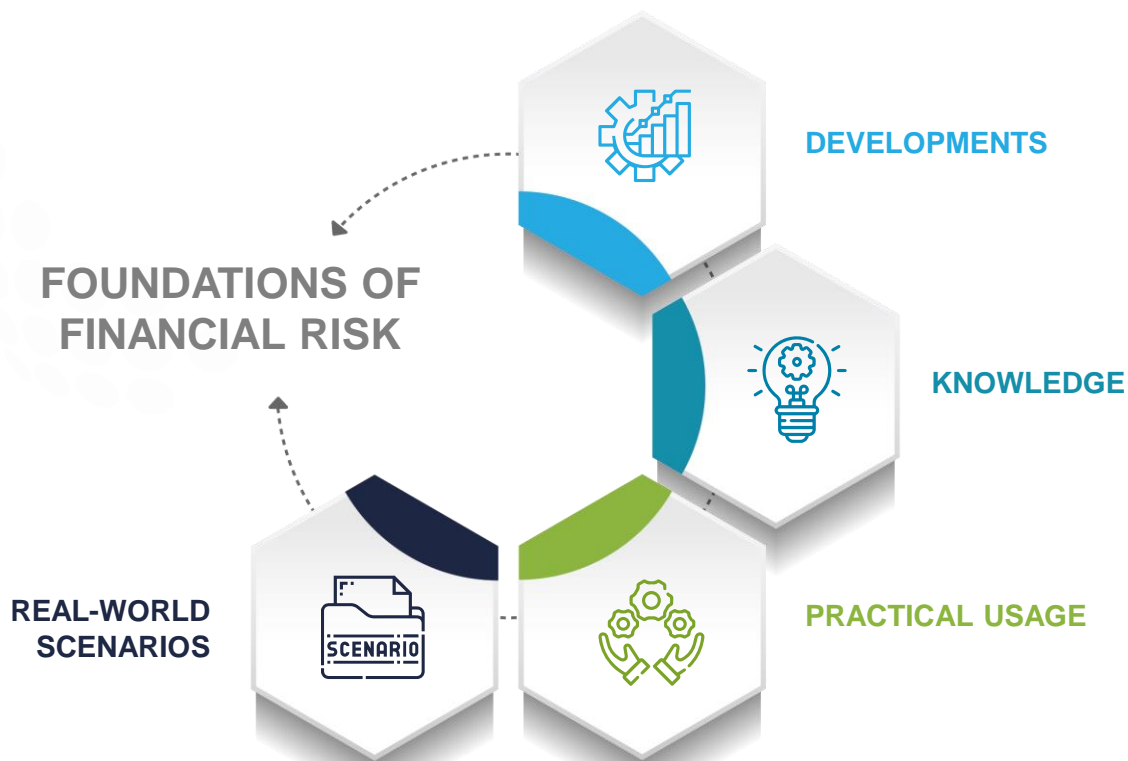 DEVELOPMENTS
FOUNDATIONS OF
FINANCIAL RISK
KNOWLEDGE
REAL-WORLD
SCENARIOS
SCENARIO
PRACTICAL USAGE